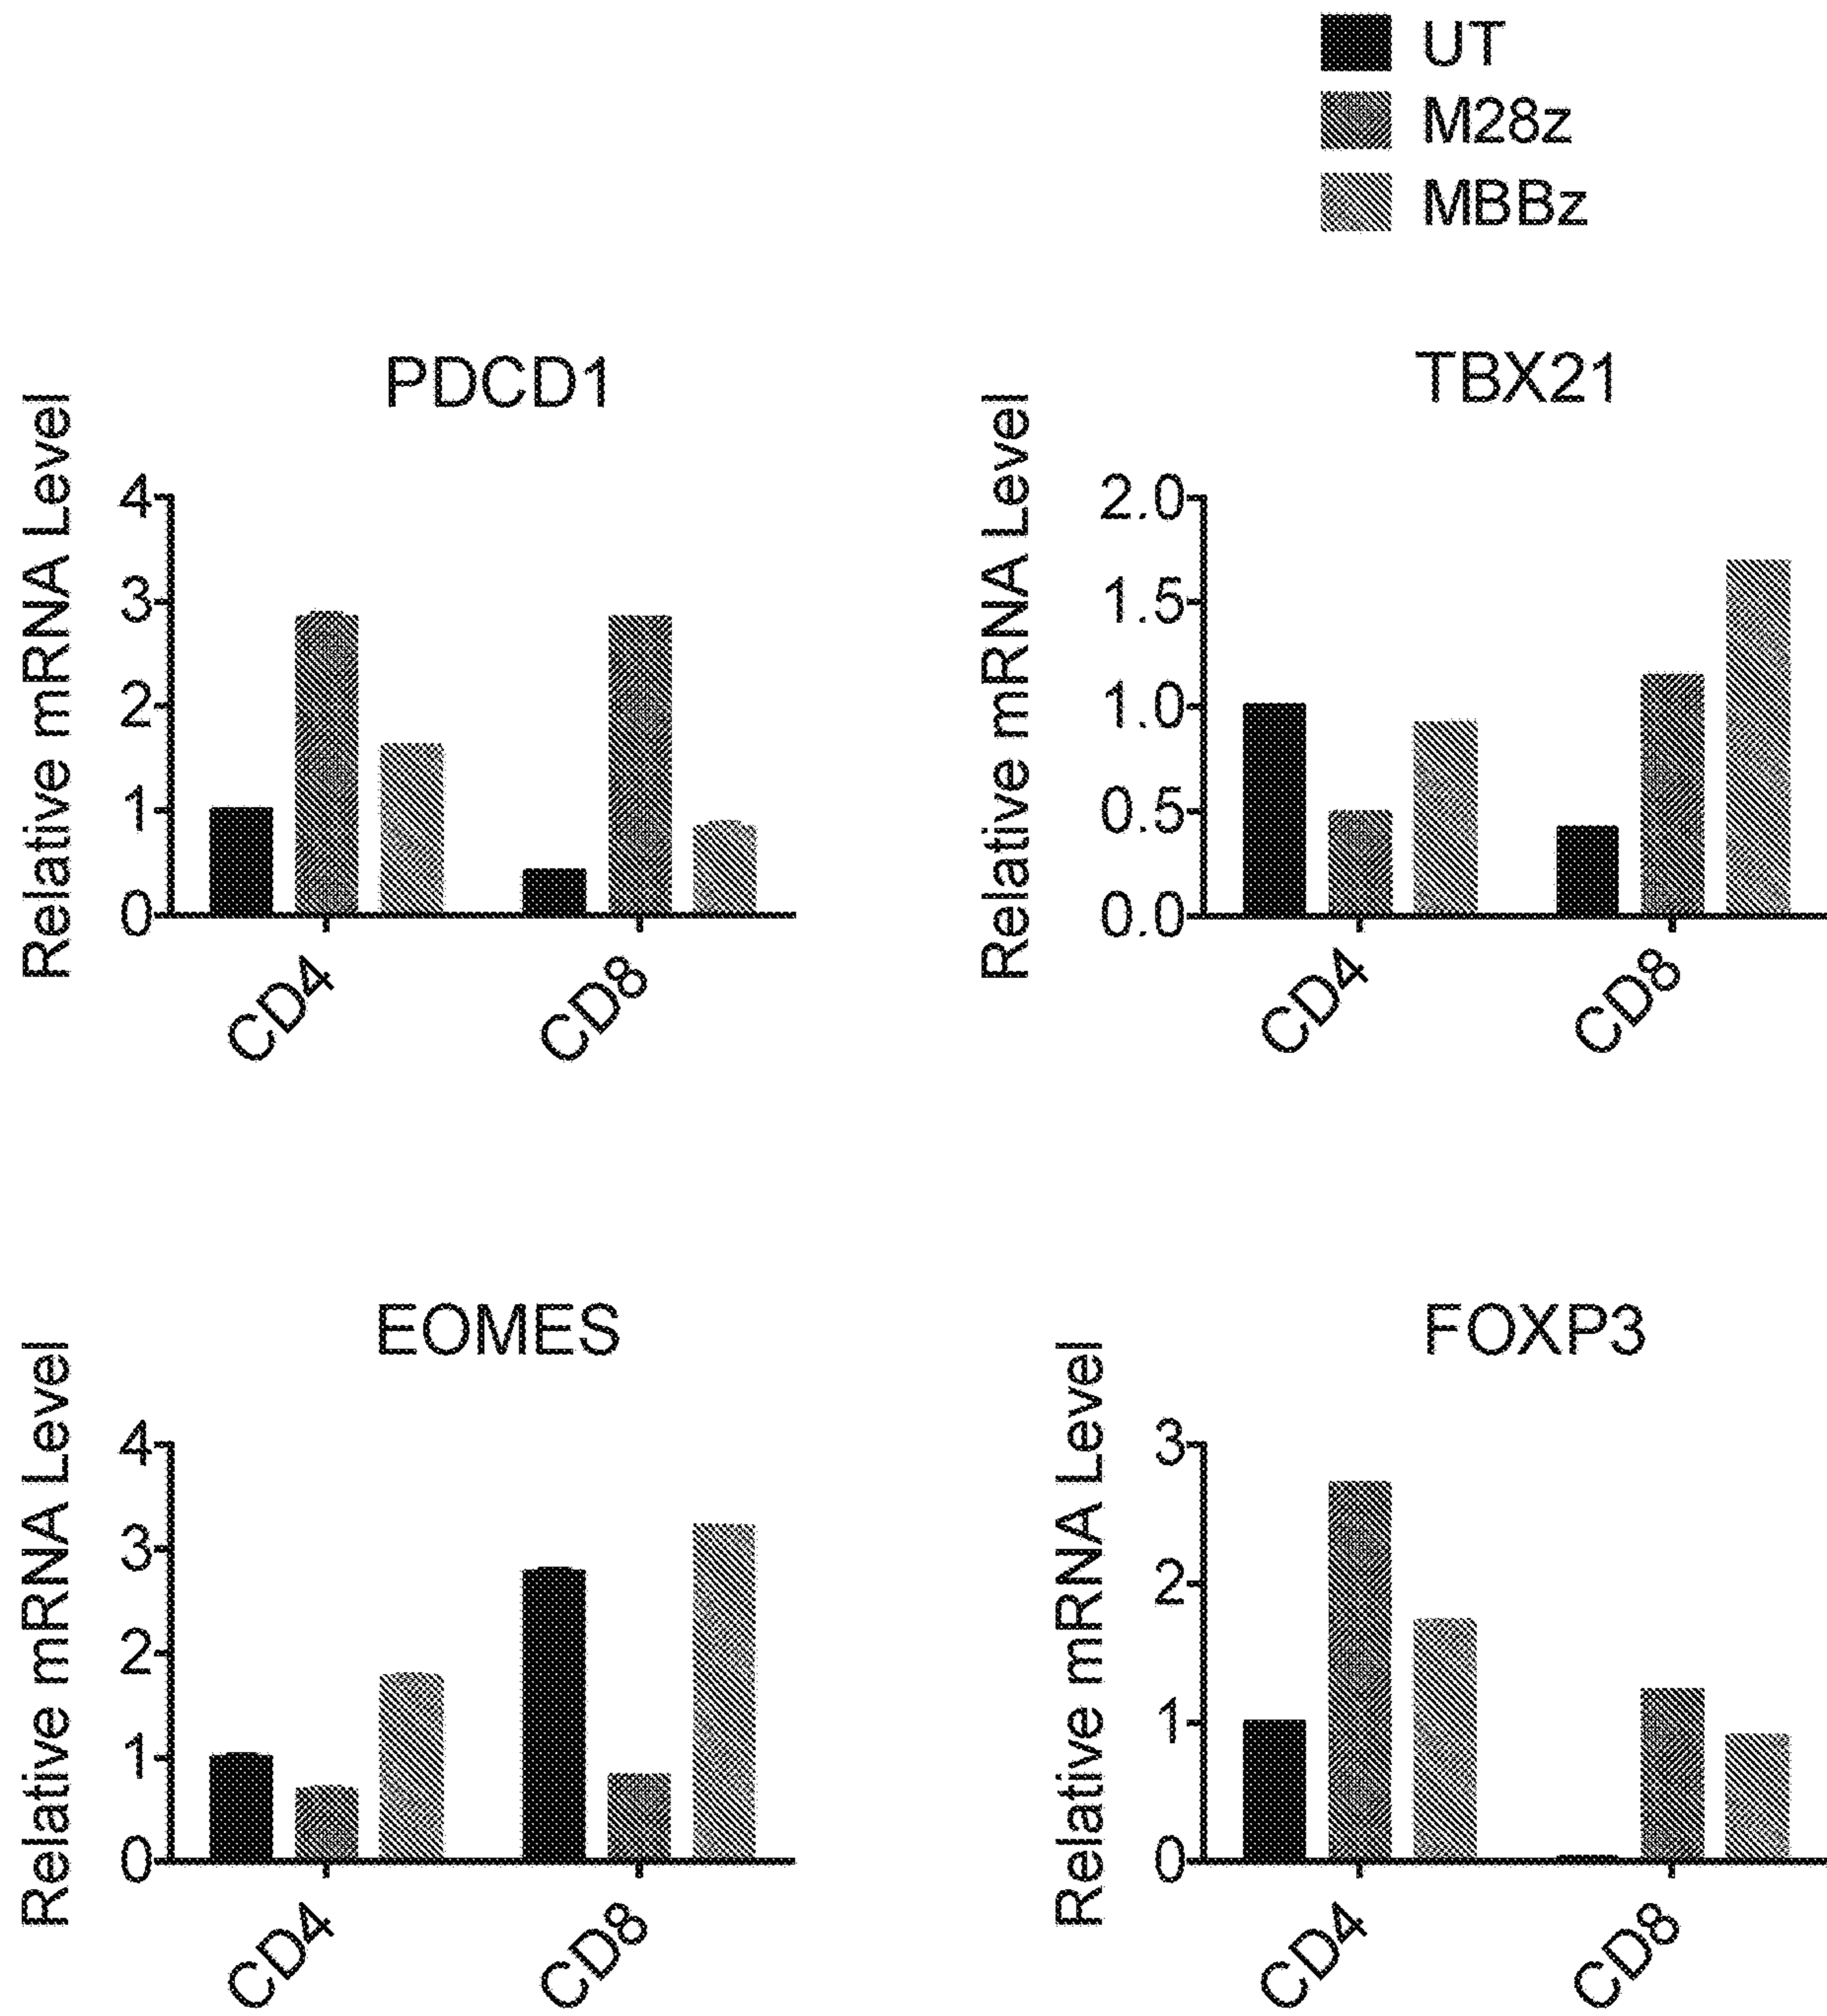 UT
M28z
MBBz
PDCD1
Relative mRNA Level
4
3
2
1
0
CD4
CD8
TBX21
Relative mRNA Level
2.0
1.5
1.0
0.5
0.0
CD4
CD8
EOMES
Relative mRNA Level
4
3
2
1
0
CD4
CD8
FOXP3
Relative mRNA Level
3
2
1
0
CD4
CD8